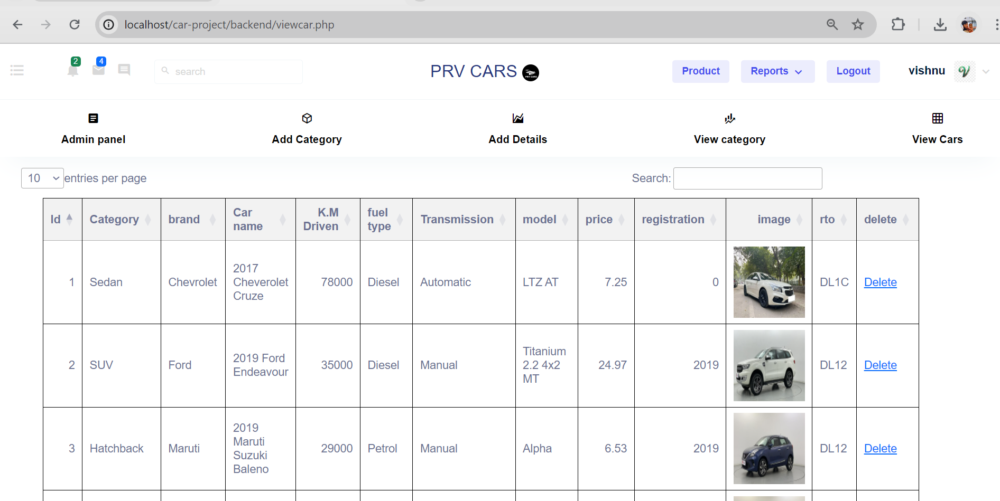 localhost/car-project/backend/viewcar.php
2 4
search
PRV CARS
PRV CARS
Product Reports Logout vishnu
Admin panel Add Category Add Details View category View Cars
10 entries per page Search:
Id Category brand Car name K.M Driven fuel type Transmission model price registration image rto delete
1 Sedan Chevrolet 2017 Cheverolet Cruze 78000 Diesel Automatic LTZ AT 7.25 0 DL1C Delete
2 SUV Ford 2019 Ford Endeavour 35000 Diesel Manual Titanium 2.2 4x2 MT 24.97 2019 DL12 Delete
3 Hatchback Maruti 2019 Maruti Suzuki Baleno 29000 Petrol Manual Alpha 6.53 2019 DL12 Delete